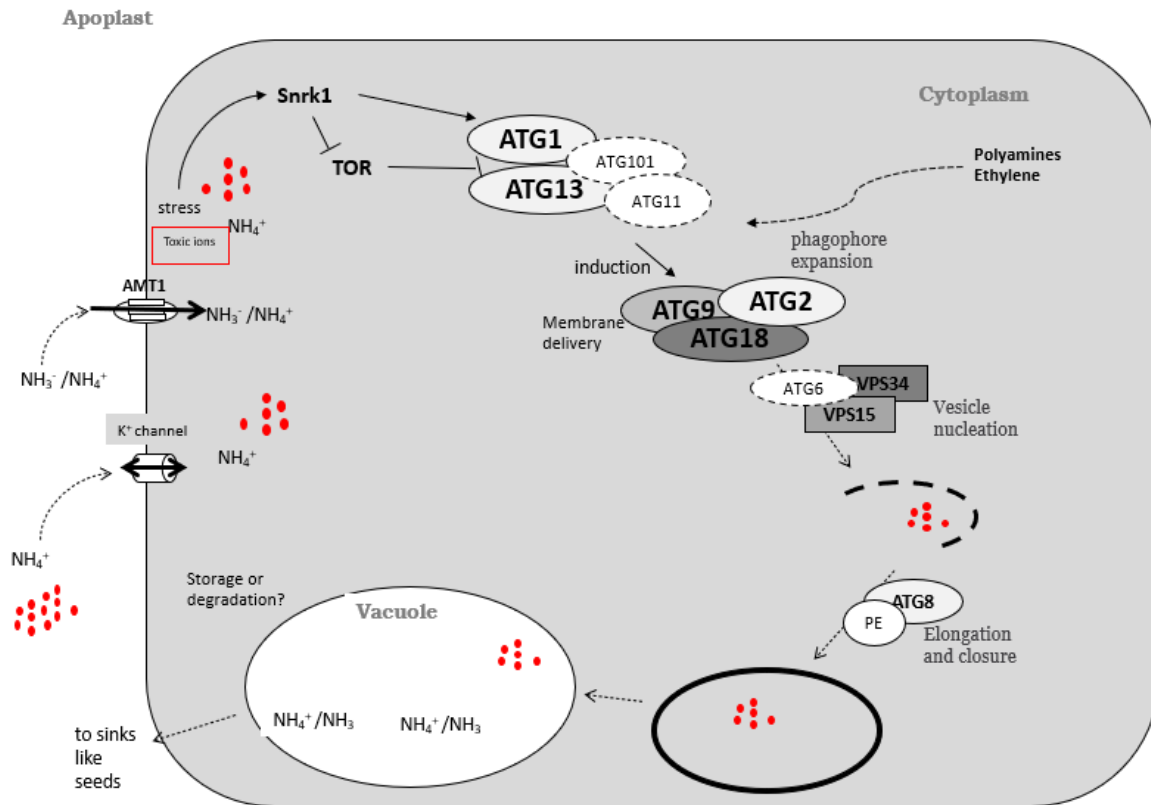 Apoplast
Cytoplasm
Snrk1
TOR
ATG1
ATG101
ATG13
ATG11
Polyamines
Ethylene
stress
NH₄⁺
Toxic ions
phagophore
expansion
induction
AMT1
NH₃⁻/NH₄⁺
NH₃⁻/NH₄⁺
ATG9
ATG2
ATG18
Membrane
delivery
ATG6
VPS34
VPS15
Vesicle
nucleation
K⁺ channel
NH₄⁺
NH₄⁺
Storage or
degradation?
Vacuole
ATG8
PE
Elongation
and closure
NH₄⁺/NH₃
NH₄⁺/NH₃
to sinks
like
seeds